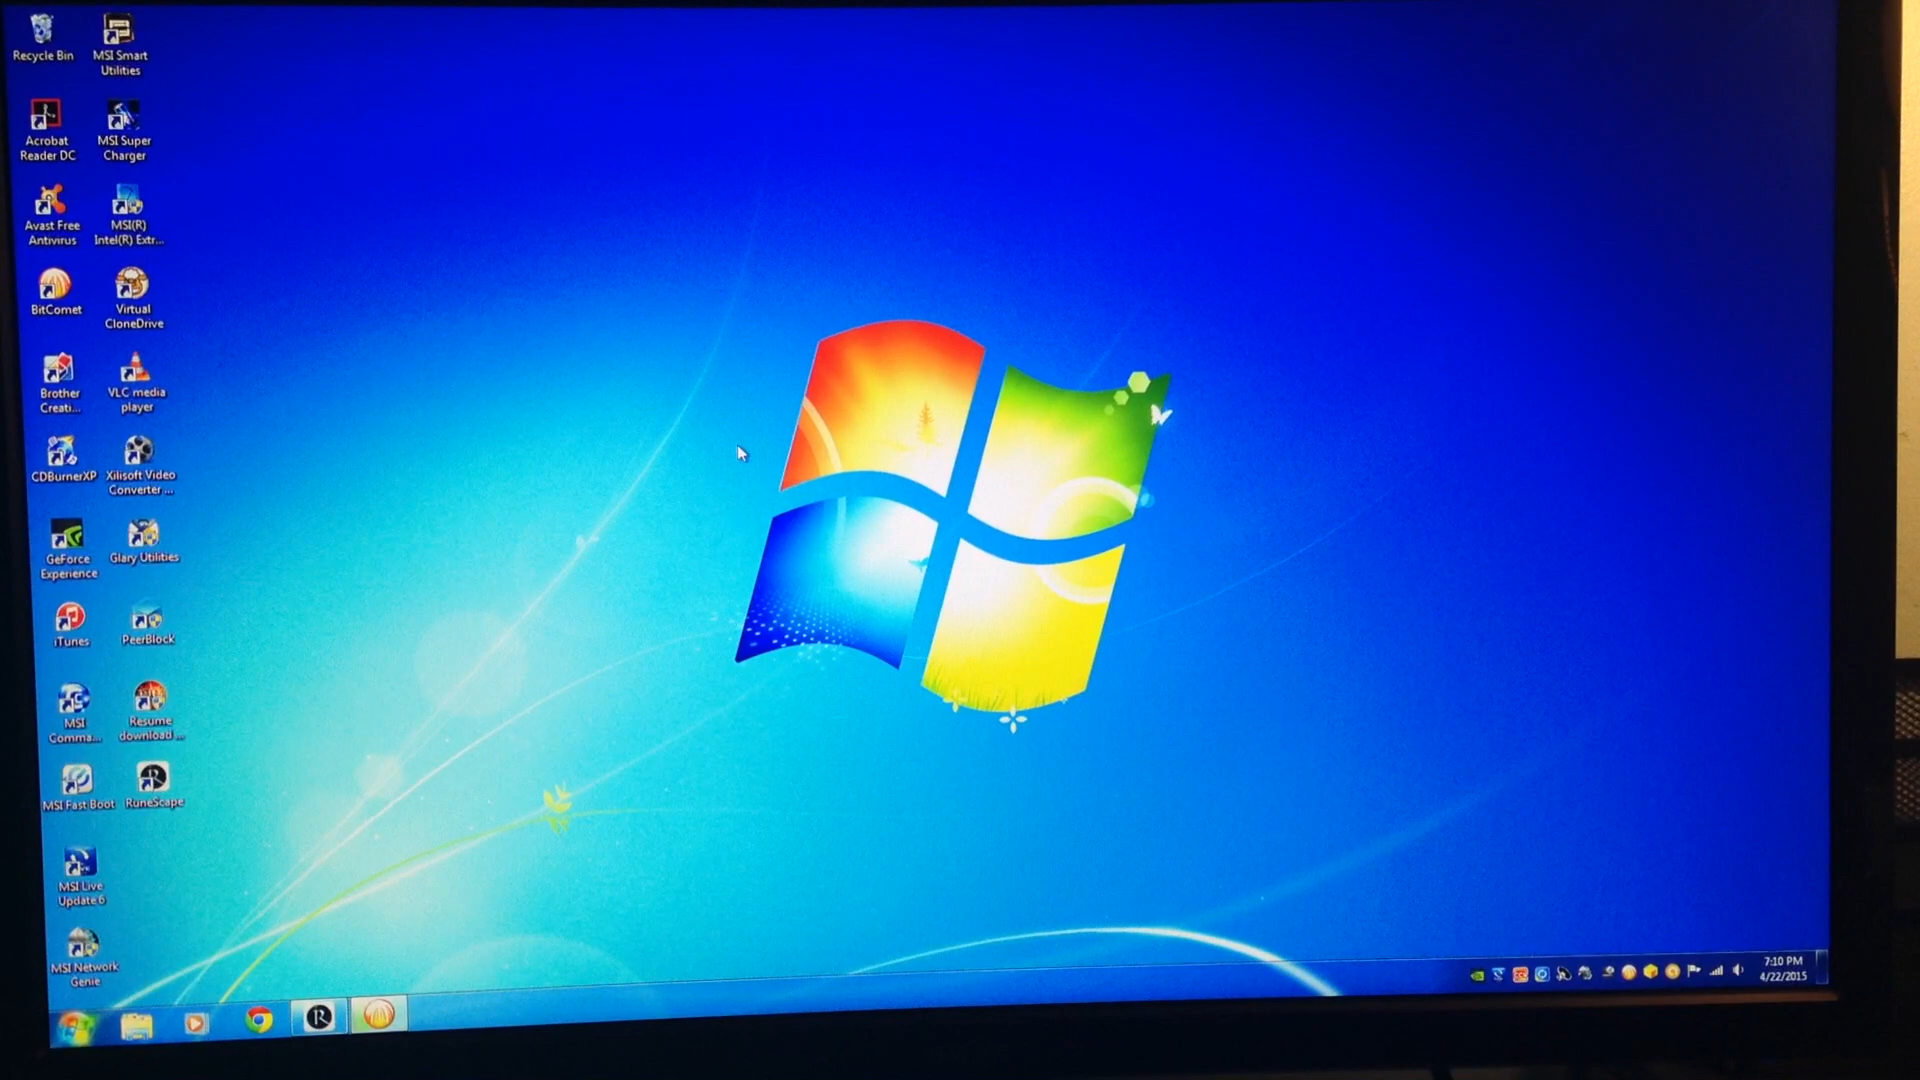 Recycle Bin
MSI Smart
Utilities
Acrobat
Reader DC
MSI Super
Charger
Avast Free
Antivirus
MSI(R)
Intel(R) Extr...
BitComet
Virtual
CloneDrive
Brother
Creati...
VLC media
player
CDBurnerXP
Xilisoft Video
Converter ...
GeForce
Experience
Glary Utilities
iTunes
PeerBlock
MSI
Comma...
Resume
download ...
MSI Fast Boot
RuneScape
MSI Live
Update 6
MSI Network
Genie
7:10 PM
4/22/2015